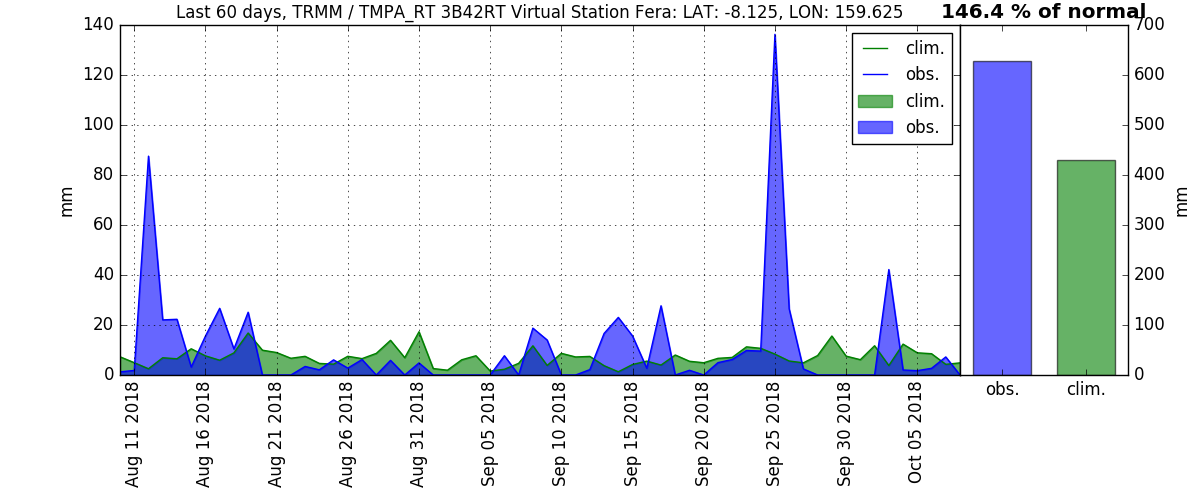 Last 60 days, TRMM / TMPA_RT 3B42RT Virtual Station Fera: LAT: -8.125, LON: 159.625
146.4 % of normal
140
120
100
80
60
40
20
0
mm
clim.
obs.
clim.
obs.
700
600
500
400
300
200
100
0
mm
obs.
clim.
Aug 11 2018
Aug 16 2018
Aug 21 2018
Aug 26 2018
Aug 31 2018
Sep 05 2018
Sep 10 2018
Sep 15 2018
Sep 20 2018
Sep 25 2018
Sep 30 2018
Oct 05 2018